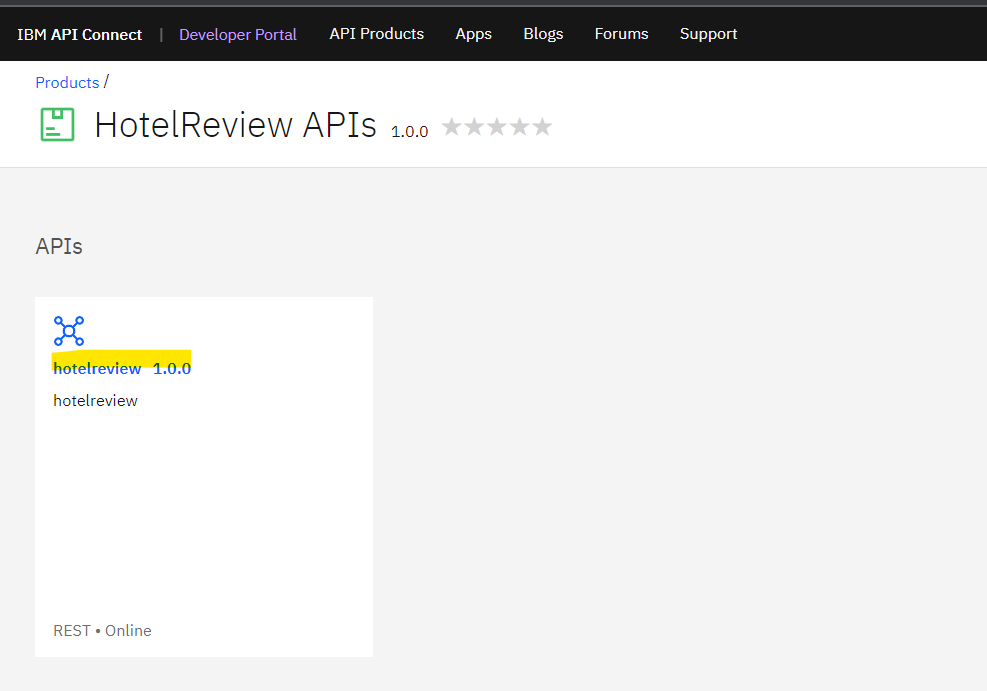 IBM API Connect | Developer Portal API Products Apps Blogs Forums Support
Products /
HotelReview APIs 1.0.0
APIs
hotelreview 1.0.0
hotelreview
REST • Online